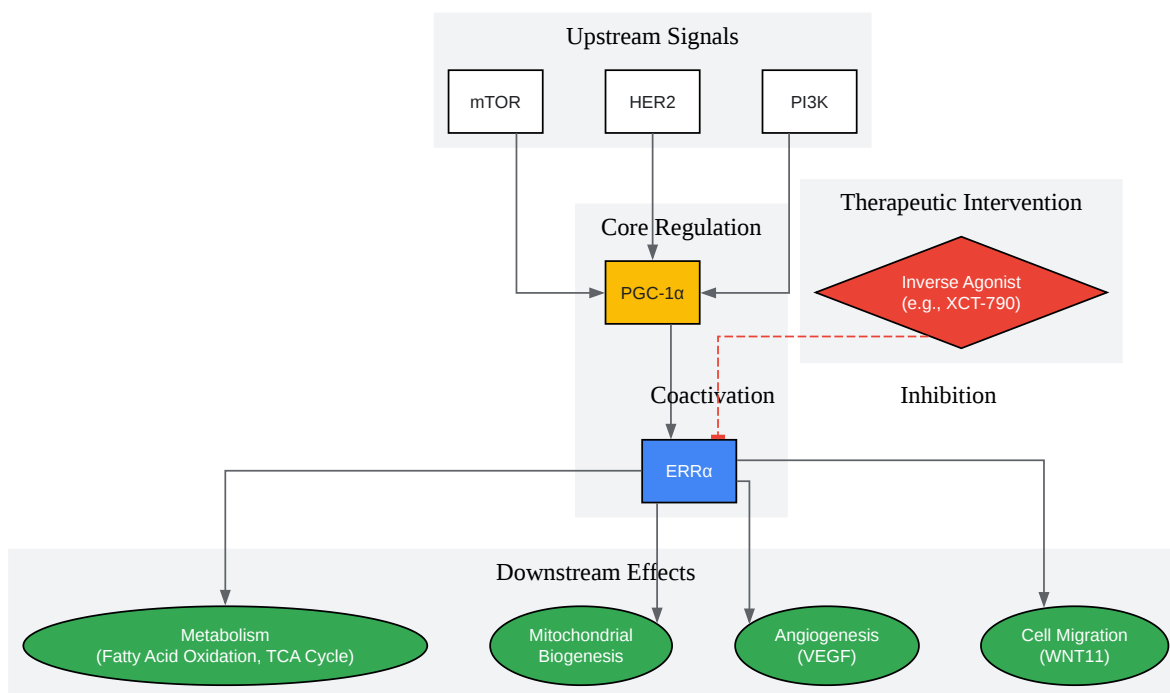 Upstream Signals
mTOR
HER2
PI3K
Therapeutic Intervention
Core Regulation
Inverse Agonist
(e.g., XCT-790)
PGC-1α
Coactivation
Inhibition
ERRα
Downstream Effects
Metabolism
(Fatty Acid Oxidation, TCA Cycle)
Mitochondrial
Biogenesis
Angiogenesis
(VEGF)
Cell Migration
(WNT11)